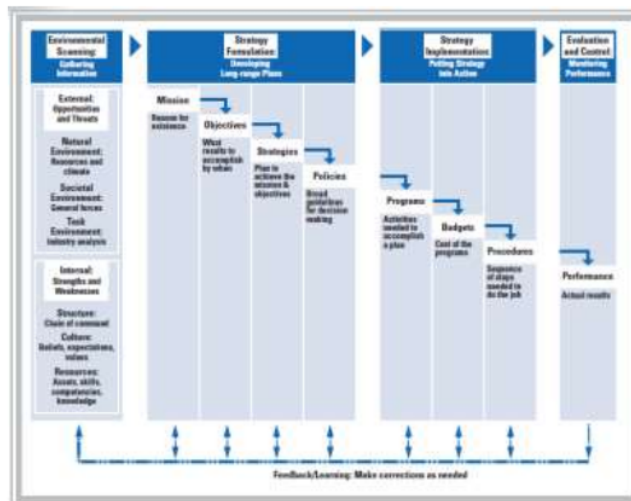 Environmental
Scanning:
Gathering
Information
Strategy
Formulation:
Developing
Long-range Plans
Strategy
Implementation:
Putting Strategy
into Action
Evaluation
and Control:
Monitoring
Performance
External:
Opportunities
and Threats
Natural
Environment:
Resources and
climate
Societal
Environment:
General forces
Task
Environment:
Industry analysis
Internal:
Strengths and
Weaknesses
Structure:
Chain of command
Culture:
Beliefs, expectations,
values
Resources:
Assets, skills,
competencies,
knowledge
Mission
Reason for
existence
Objectives
What
results to
accomplish
by when
Strategies
Plan to
achieve the
mission &
objectives
Policies
Broad
guidelines
for decision
making
Programs
Activities
needed to
accomplish
a plan
Budgets
Cost of the
programs
Procedures
Sequence
of steps
needed to
do the job
Performance
Actual results
Feedback/Learning: Make corrections as needed